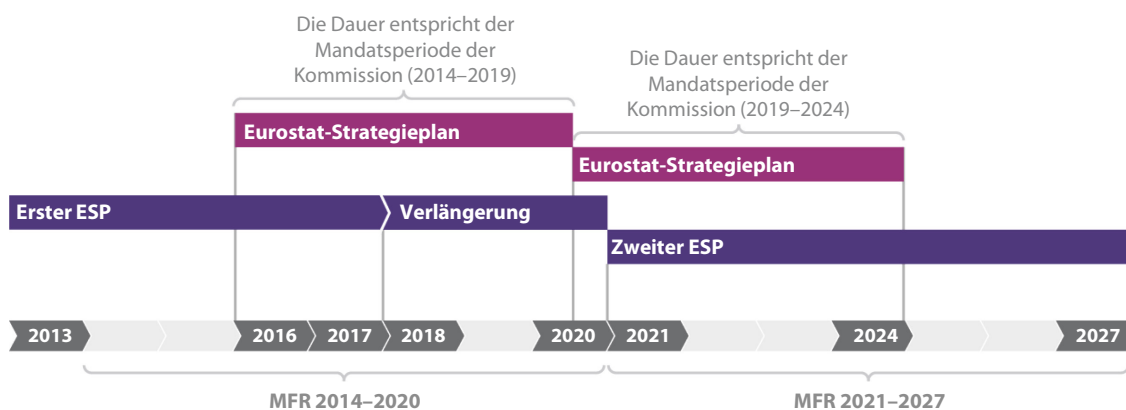 Die Dauer entspricht der
Mandatsperiode der
Kommission (2014–2019)
Die Dauer entspricht der
Mandatsperiode der
Kommission (2019–2024)
Eurostat-Strategieplan
Eurostat-Strategieplan
Erster ESP
Verlängerung
Zweiter ESP
2013
2016
2017
2018
2020
2021
2024
2027
MFR 2014–2020
MFR 2021–2027